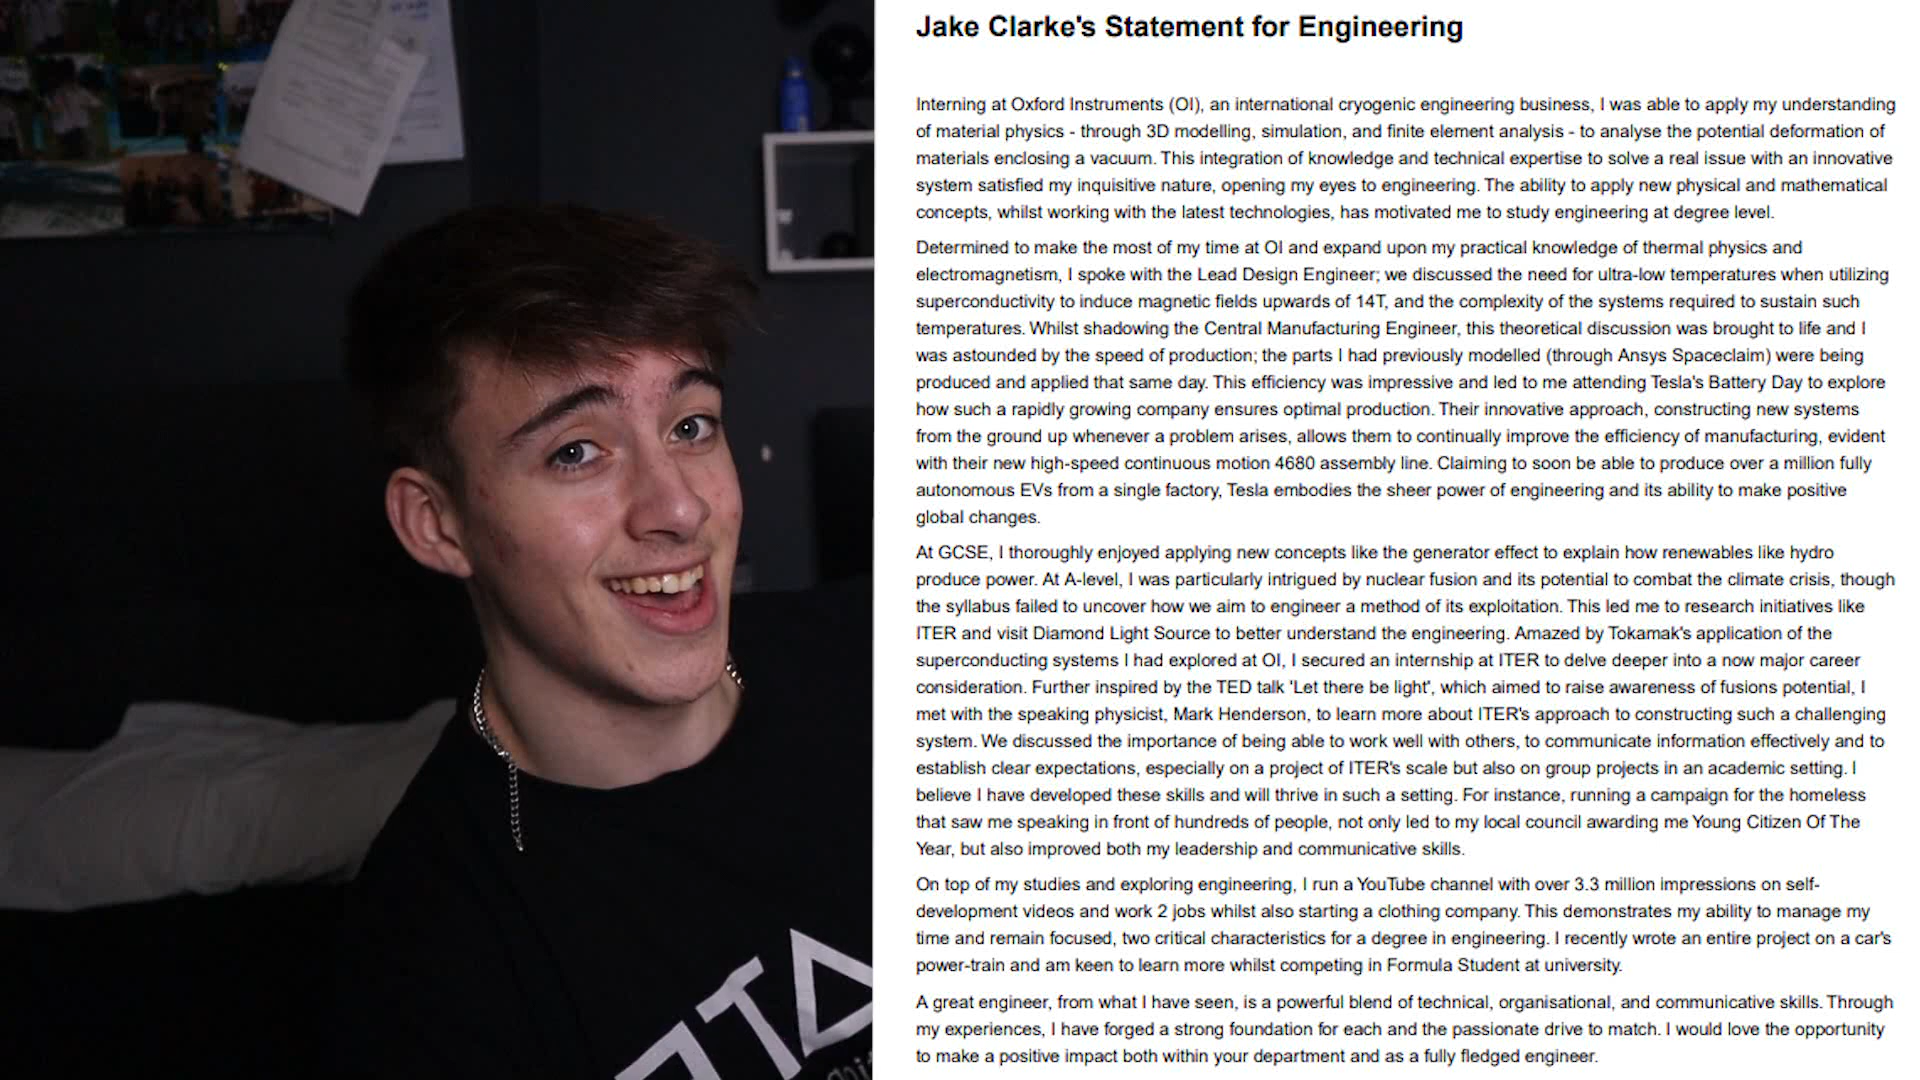 Jake Clarke's Statement for Engineering
Interning at Oxford Instruments (OI), an international cryogenic engineering business, I was able to apply my understanding
of material physics - through 3D modelling, simulation, and finite element analysis - to analyse the potential deformation of
materials enclosing a vacuum. This integration of knowledge and technical expertise to solve a real issue with an innovative
system satisfied my inquisitive nature, opening my eyes to engineering. The ability to apply new physical and mathematical
concepts, whilst working with the latest technologies, has motivated me to study engineering at degree level.
Determined to make the most of my time at OI and expand upon my practical knowledge of thermal physics and
electromagnetism, I spoke with the Lead Design Engineer; we discussed the need for ultra-low temperatures when utilizing
superconductivity to induce magnetic fields upwards of 14T, and the complexity of the systems required to sustain such
temperatures. Whilst shadowing the Central Manufacturing Engineer, this theoretical discussion was brought to life and I
was astounded by the speed of production; the parts I had previously modelled (through Ansys Spaceclaim) were being
produced and applied that same day. This efficiency was impressive and led to me attending Tesla's Battery Day to explore
how such a rapidly growing company ensures optimal production. Their innovative approach, constructing new systems
from the ground up whenever a problem arises, allows them to continually improve the efficiency of manufacturing, evident
with their new high-speed continuous motion 4680 assembly line. Claiming to soon be able to produce over a million fully
autonomous EVs from a single factory, Tesla embodies the sheer power of engineering and its ability to make positive
global changes.
At GCSE, I thoroughly enjoyed applying new concepts like the generator effect to explain how renewables like hydro
produce power. At A-level, I was particularly intrigued by nuclear fusion and its potential to combat the climate crisis, though
the syllabus failed to uncover how we aim to engineer a method of its exploitation. This led me to research initiatives like
ITER and visit Diamond Light Source to better understand the engineering. Amazed by Tokamak's application of the
superconducting systems I had explored at OI, I secured an internship at ITER to delve deeper into a now major career
consideration. Further inspired by the TED talk 'Let there be light', which aimed to raise awareness of fusions potential, I
met with the speaking physicist, Mark Henderson, to learn more about ITER's approach to constructing such a challenging
system. We discussed the importance of being able to work well with others, to communicate information effectively and to
establish clear expectations, especially on a project of ITER's scale but also on group projects in an academic setting. I
believe I have developed these skills and will thrive in such a setting. For instance, running a campaign for the homeless
that saw me speaking in front of hundreds of people, not only led to my local council awarding me Young Citizen Of The
Year, but also improved both my leadership and communicative skills.
On top of my studies and exploring engineering, I run a YouTube channel with over 3.3 million impressions on self-
development videos and work 2 jobs whilst also starting a clothing company. This demonstrates my ability to manage my
time and remain focused, two critical characteristics for a degree in engineering. I recently wrote an entire project on a car's
power-train and am keen to learn more whilst competing in Formula Student at university.
A great engineer, from what I have seen, is a powerful blend of technical, organisational, and communicative skills. Through
my experiences, I have forged a strong foundation for each and the passionate drive to match. I would love the opportunity
to make a positive impact both within your department and as a fully fledged engineer.